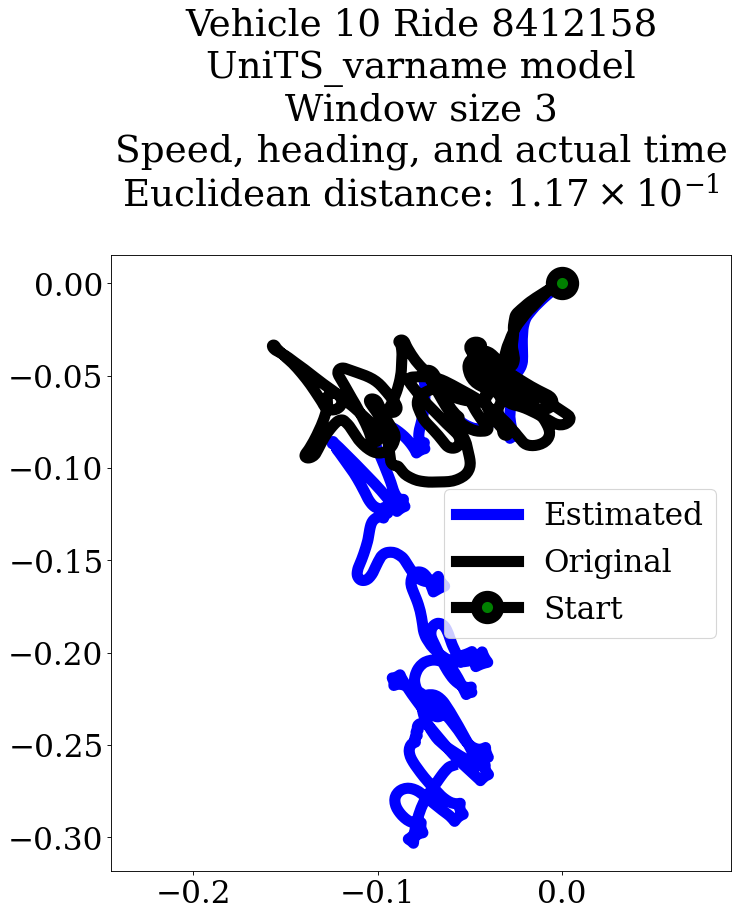 Vehicle 10 Ride 8412158
UniTS_varname model
Window size 3
Speed, heading, and actual time
Euclidean distance: 1.17 × 10⁻¹
0.00
−0.05
−0.10
−0.15
−0.20
−0.25
−0.30
Estimated
Original
Start
−0.2 −0.1 0.0